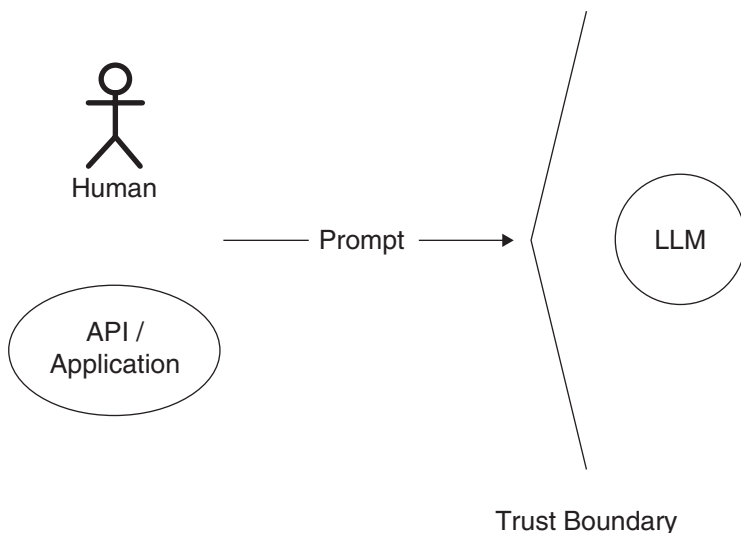 Human
Prompt
LLM
API /
Application
Trust Boundary